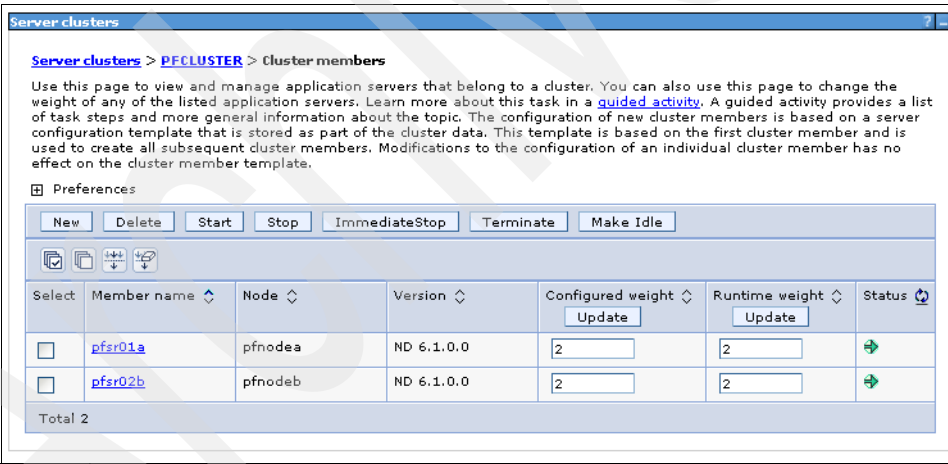 Server clusters ? _
Server clusters > PFCLUSTER > Cluster members
Use this page to view and manage application servers that belong to a cluster. You can also use this page to change the
weight of any of the listed application servers. Learn more about this task in a guided activity. A guided activity provides a list
of task steps and more general information about the topic. The configuration of new cluster members is based on a server
configuration template that is stored as part of the cluster data. This template is based on the first cluster member and is
used to create all subsequent cluster members. Modifications to the configuration of an individual cluster member has no
effect on the cluster member template.
Preferences
New Delete Start Stop ImmediateStop Terminate Make Idle
Select Member name Node Version Configured weight Runtime weight Status
Update Update
pfsr01a pfnodea ND 6.1.0.0 2 2
pfsr02b pfnodeb ND 6.1.0.0 2 2
Total 2